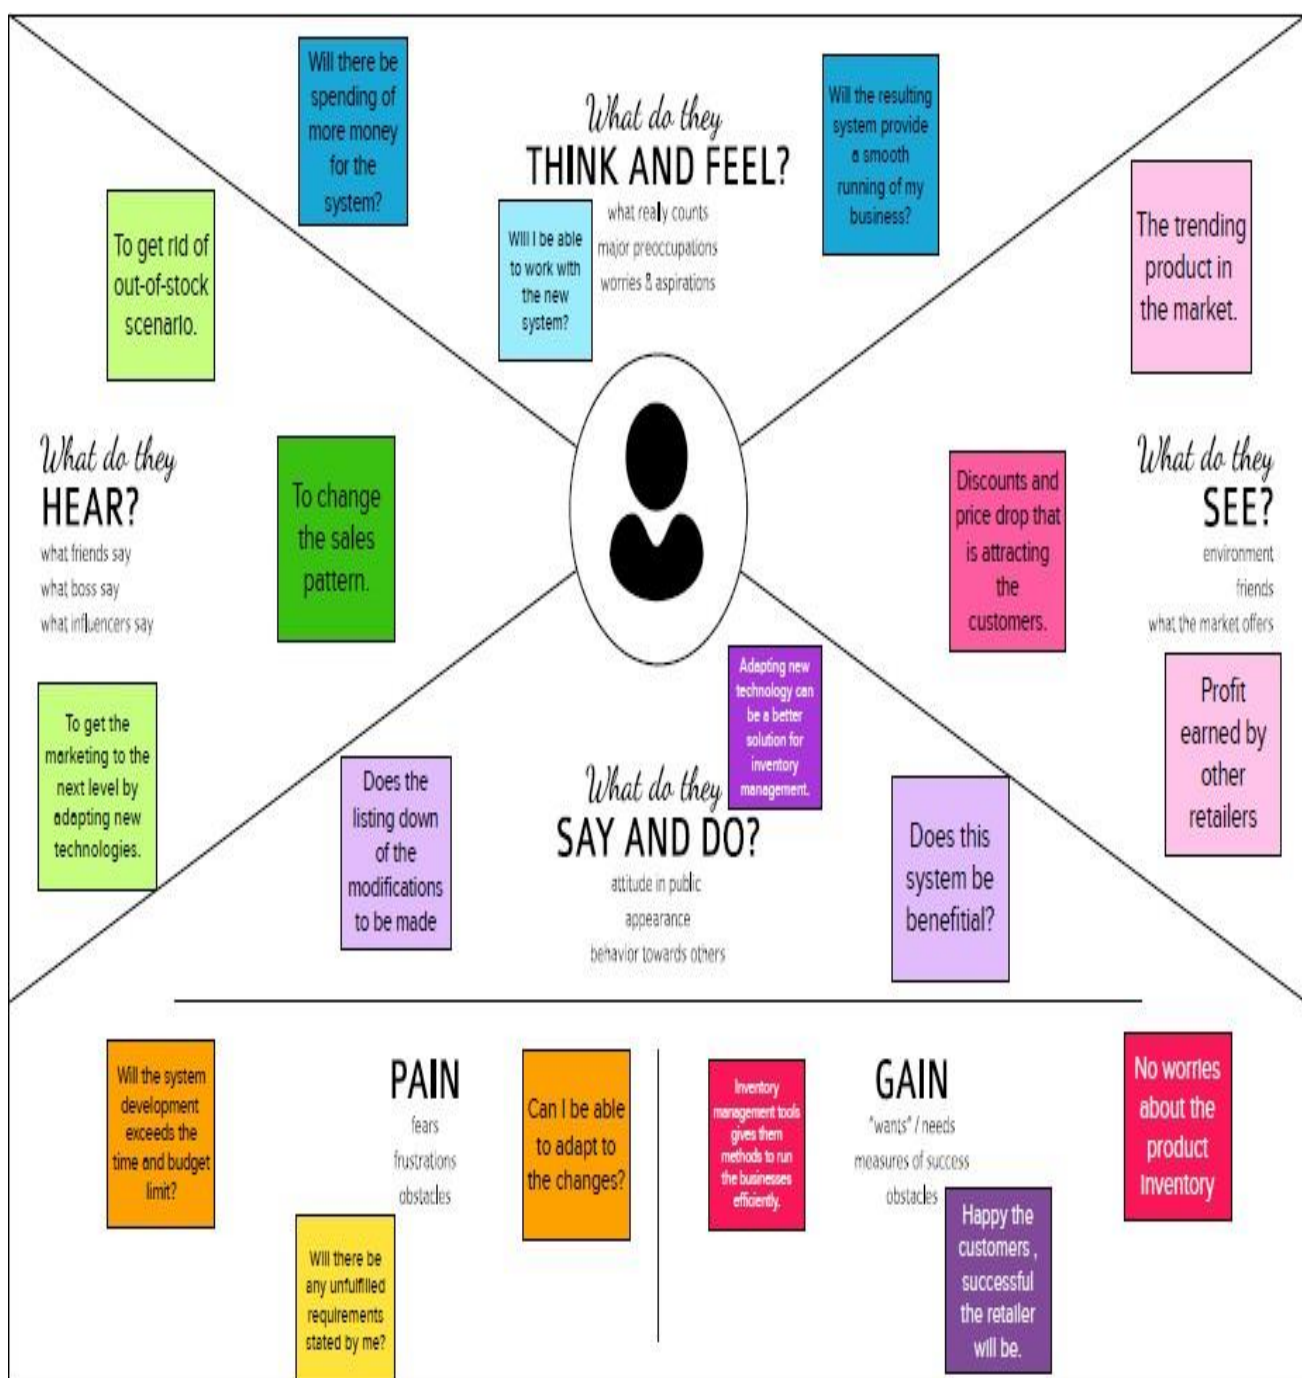 Will there be
spending of
more money
for the
system?
What do they
THINK AND FEEL?
what really counts
major preoccupations
worries & aspirations
Will I be able
to work with
the new
system?
Will the resulting
system provide
a smooth
running of my
business?
To get rid of
out-of-stock
scenario.
What do they
HEAR?
what friends say
what boss say
what influencers say
To change
the sales
pattern.
To get the
marketing to the
next level by
adapting new
technologies.
The trending
product in
the market.
Discounts and
price drop that
is attracting
the
customers.
What do they
SEE?
environment
friends
what the market offers
Profit
earned by
other
retailers
Adapting new
technology can
be a better
solution for
inventory
management.
Does the
listing down
of the
modifications
to be made
What do they
SAY AND DO?
attitude in public
appearance
behavior towards others
Does this
system be
benefitial?
Will the system
development
exceeds the
time and budget
limit?
PAIN
fears
frustrations
obstacles
Will there be
any unfulfilled
requirements
stated by me?
Can I be able
to adapt to
the changes?
Inventory
management tools
gives them
methods to run
the businesses
efficiently.
GAIN
"wants" / needs
measures of success
obstacles
Happy the
customers ,
successful
the retailer
will be.
No worries
about the
product
inventory